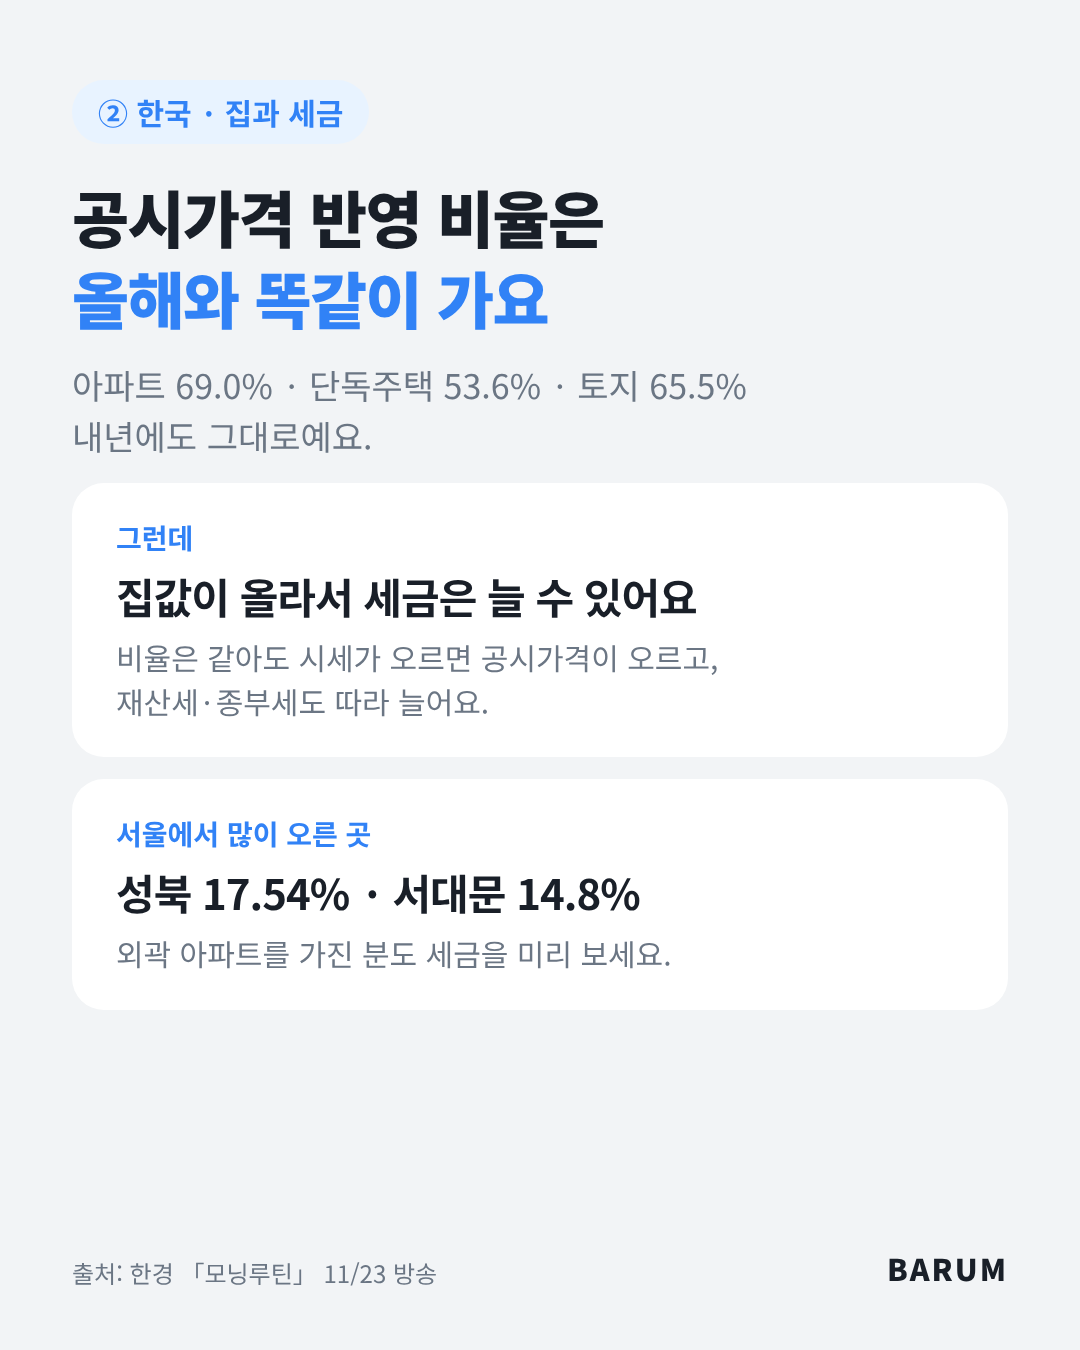 ② 한국 · 집과 세금
공시가격 반영 비율은
올해와 똑같이 가요
아파트 69.0% · 단독주택 53.6% · 토지 65.5%
내년에도 그대로예요.
그런데
집값이 올라서 세금은 늘 수 있어요
비율은 같아도 시세가 오르면 공시가격이 오르고,
재산세·종부세도 따라 늘어요.
서울에서 많이 오른 곳
성북 17.54% · 서대문 14.8%
외곽 아파트를 가진 분도 세금을 미리 보세요.
출처: 한경 「모닝루틴」 11/23 방송
BARUM